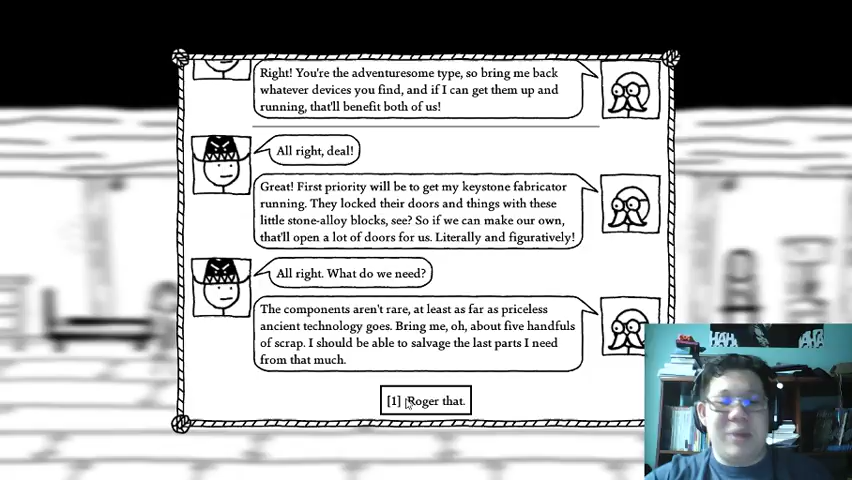 Right! You're the adventuresome type, so bring me back
whatever devices you find, and if I can get them up and
running, that'll benefit both of us!
All right, deal!
Great! First priority will be to get my keystone fabricator
running. They locked their doors and things with these
little stone-alloy blocks, see? So if we can make our own,
that'll open a lot of doors for us. Literally and figuratively!
All right. What do we need?
The components aren't rare, at least as far as priceless
ancient technology goes. Bring me, oh, about five handfuls
of scrap. I should be able to salvage the last parts I need
from that much.
[1] Roger that.
HA HA